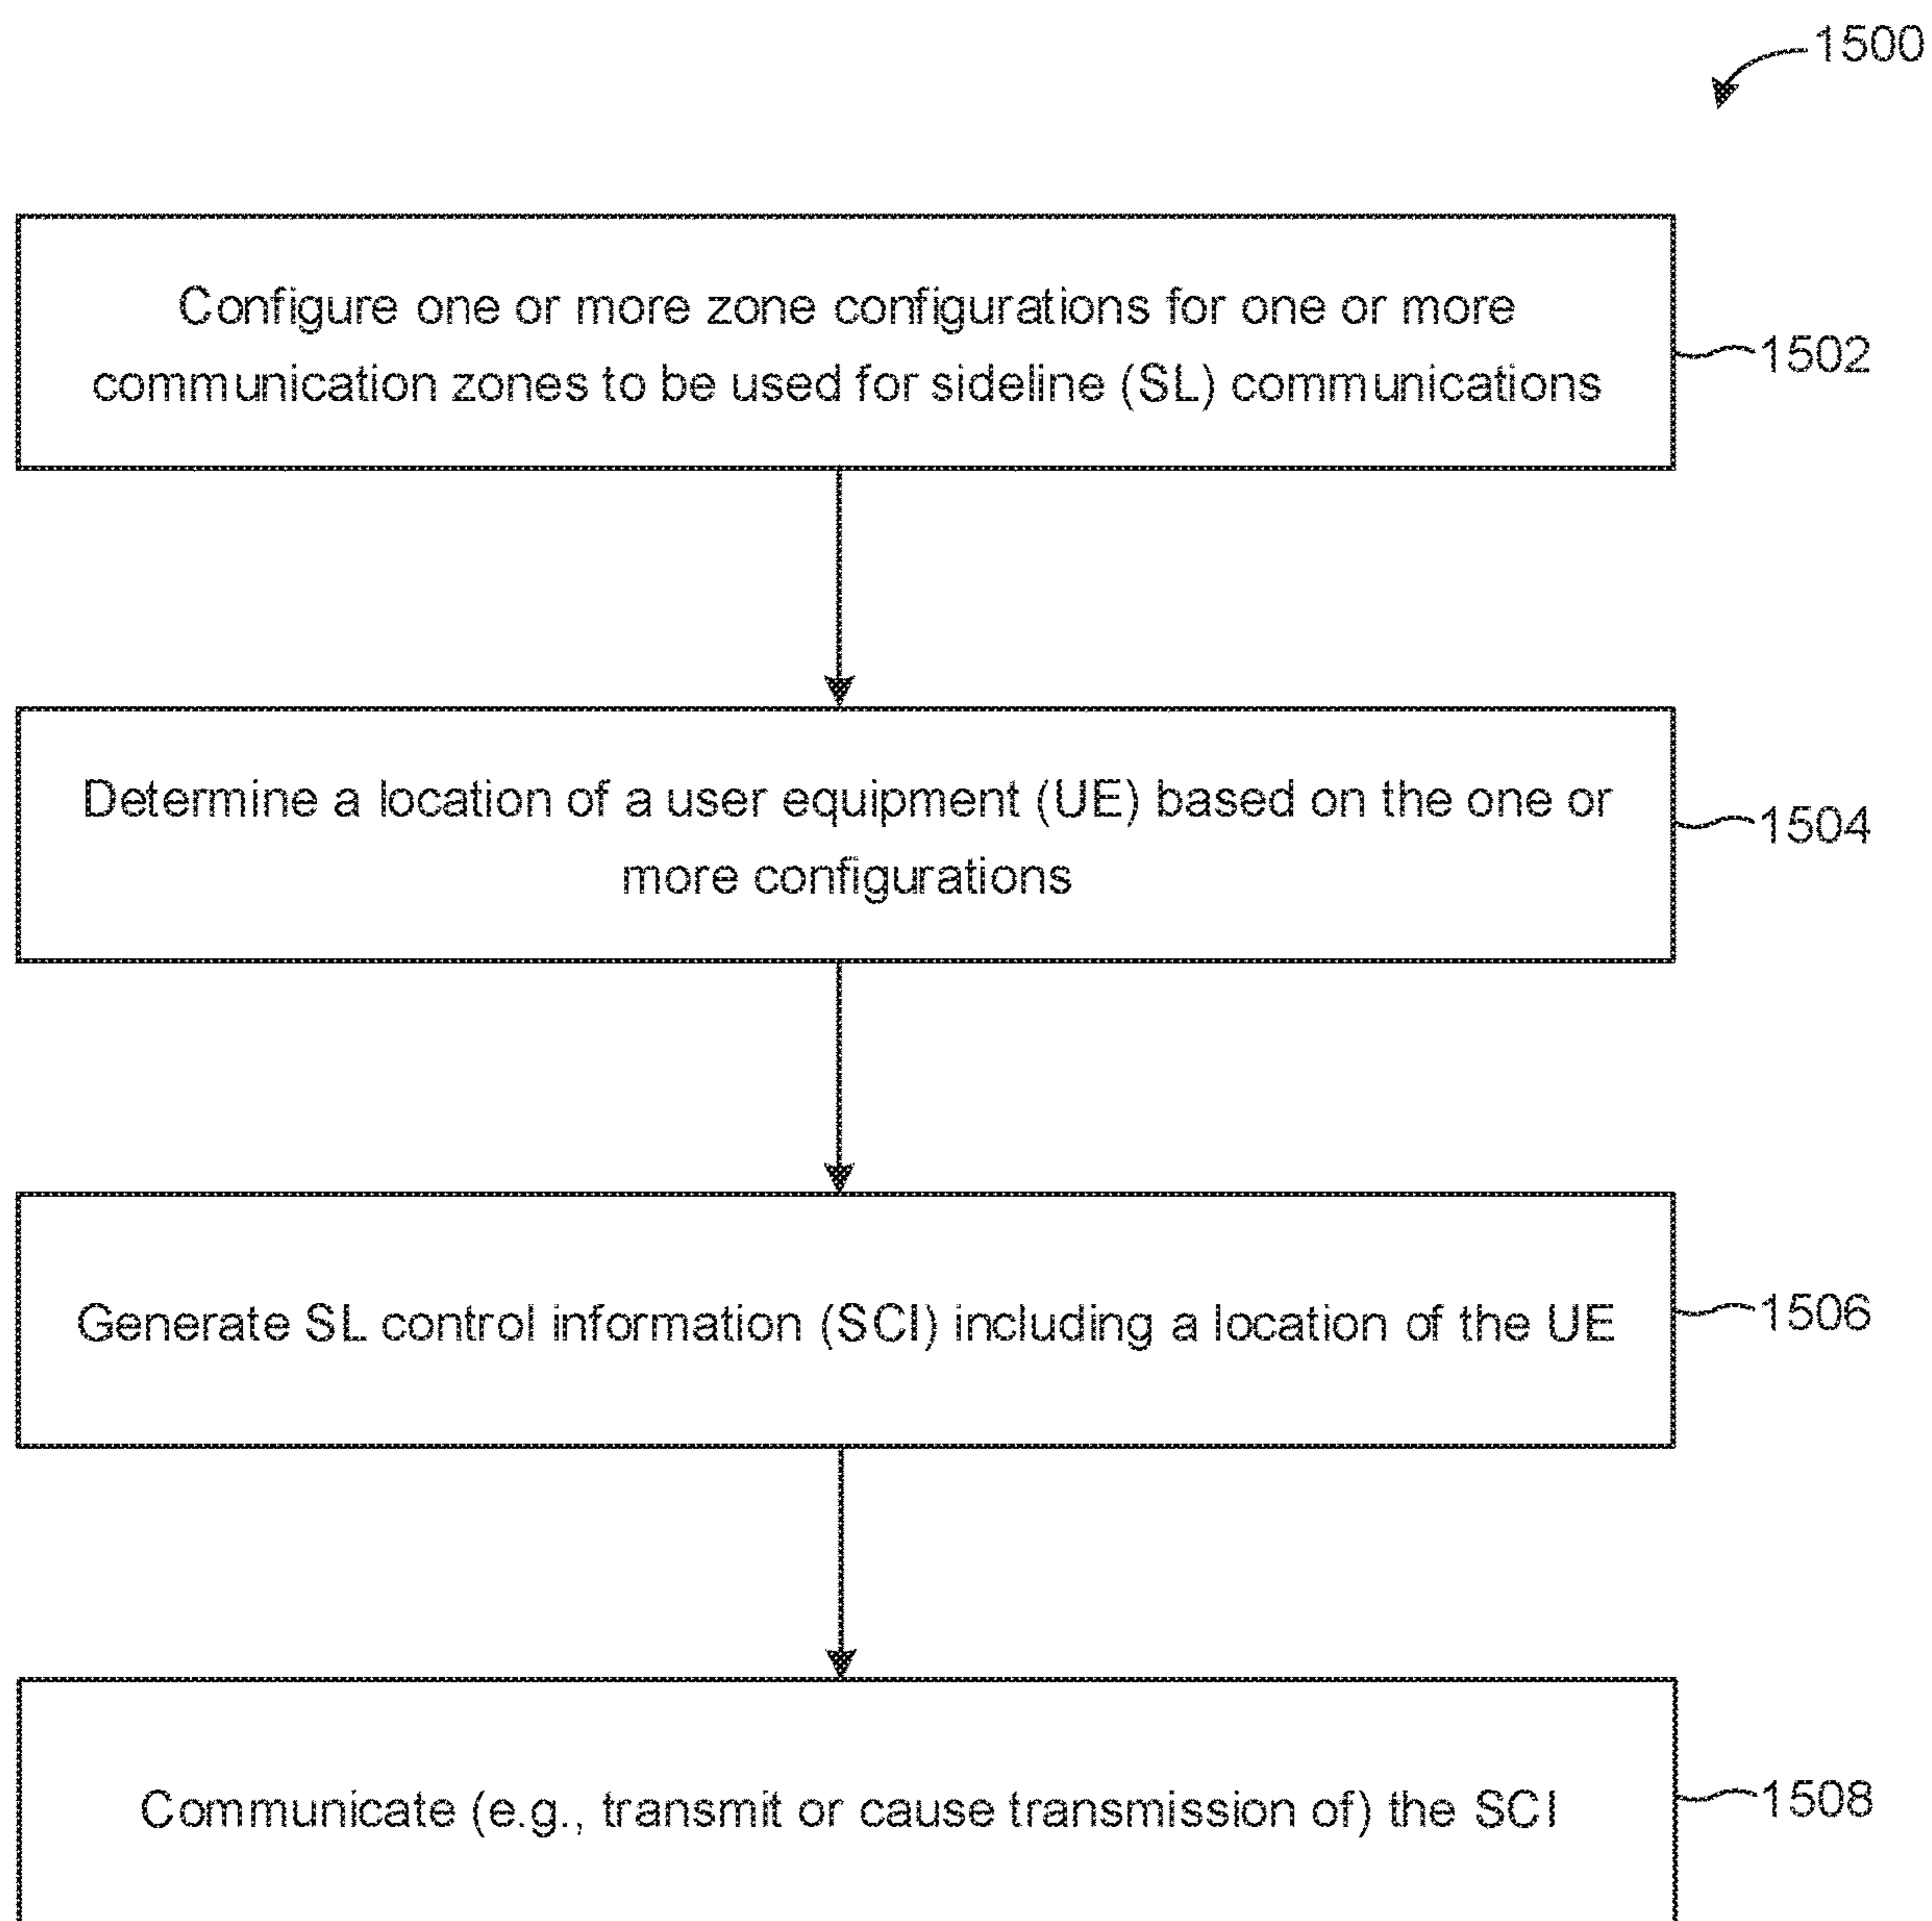 1500
Configure one or more zone configurations for one or more
communication zones to be used for sideline (SL) communications
1502
Determine a location of a user equipment (UE) based on the one or
more configurations
1504
Generate SL control information (SCI) including a location of the UE
1506
Communicate (e.g., transmit or cause transmission of) the SCI
1508